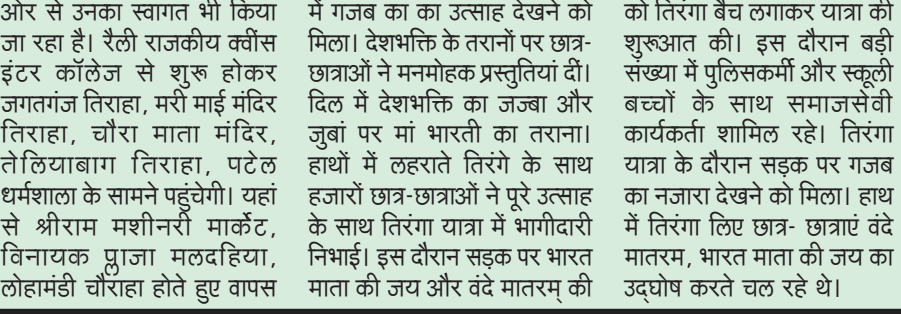 ओर से उनका स्वागत भी किया
जा रहा है। रैली राजकीय क्वींस
इंटर कॉलेज से शुरू होकर
जगतगंज तिराहा, मरी माई मंदिर
तिराहा, चौरा माता मंदिर,
तेलियाबाग तिराहा, पटेल
धर्मशाला के सामने पहुंचेगी। यहां
से श्रीराम मशीनरी मार्केट,
विनायक प्लाजा मलदहिया,
लोहामंडी चौराहा होते हुए वापस
में गजब का का उत्साह देखने को
मिला। देशभक्ति के तरानों पर छात्र-
छात्राओं ने मनमोहक प्रस्तुतियां दीं।
दिल में देशभक्ति का जज्बा और
जुबां पर मां भारती का तराना।
हाथों में लहराते तिरंगे के साथ
हजारों छात्र-छात्राओं ने पूरे उत्साह
के साथ तिरंगा यात्रा में भागीदारी
निभाई। इस दौरान सड़क पर भारत
माता की जय और वंदे मातरम् की
को तिरंगा बैच लगाकर यात्रा की
शुरूआत की। इस दौरान बड़ी
संख्या में पुलिसकर्मी और स्कूली
बच्चों के साथ समाजसेवी
कार्यकर्ता शामिल रहे। तिरंगा
यात्रा के दौरान सड़क पर गजब
का नजारा देखने को मिला। हाथ
में तिरंगा लिए छात्र- छात्राएं वंदे
मातरम, भारत माता की जय का
उद्घोष करते चल रहे थे।